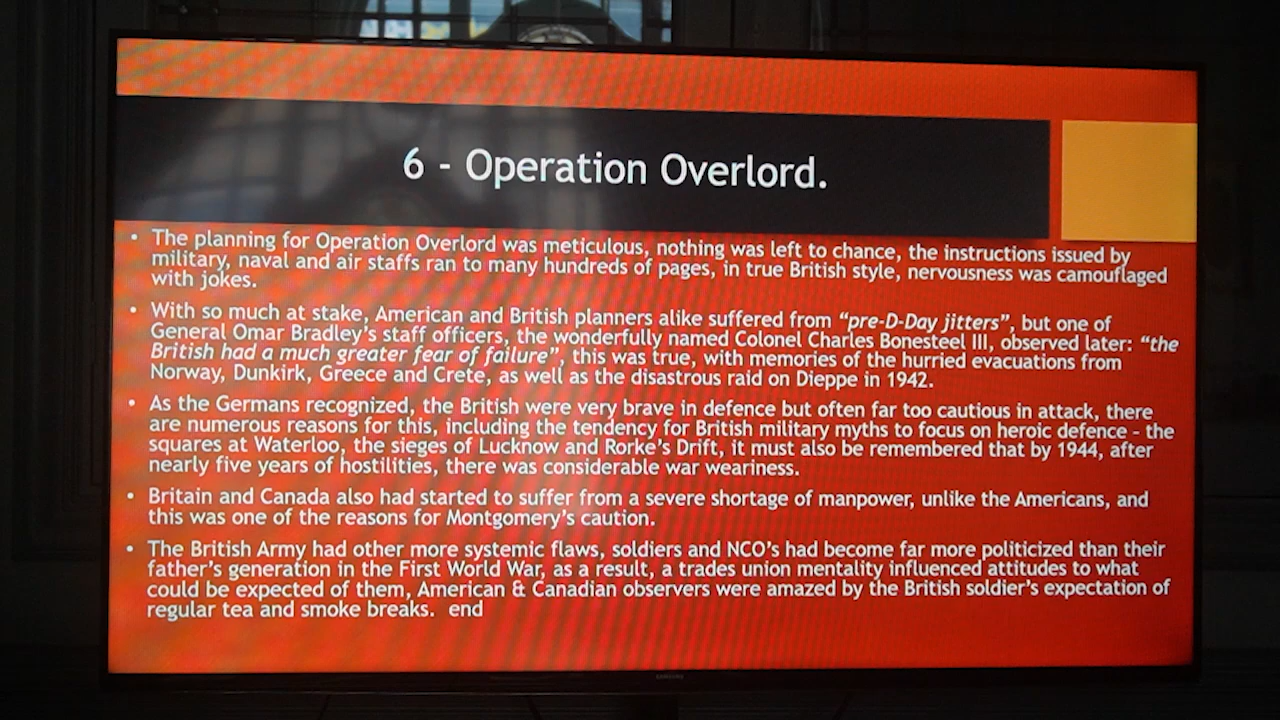 6 - Operation Overlord.
• The planning for Operation Overlord was meticulous, nothing was left to chance, the instructions issued by
military, naval and air staffs ran to many hundreds of pages, in true British style, nervousness was camouflaged
with jokes.
• With so much at stake, American and British planners alike suffered from “pre-D-Day jitters”, but one of
General Omar Bradley’s staff officers, the wonderfully named Colonel Charles Bonesteel III, observed later: “the
British had a much greater fear of failure”, this was true, with memories of the hurried evacuations from
Norway, Dunkirk, Greece and Crete, as well as the disastrous raid on Dieppe in 1942.
• As the Germans recognized, the British were very brave in defence but often far too cautious in attack, there
are numerous reasons for this, including the tendency for British military myths to focus on heroic defence - the
squares at Waterloo, the sieges of Lucknow and Rorke’s Drift, it must also be remembered that by 1944, after
nearly five years of hostilities, there was considerable war weariness.
• Britain and Canada also had started to suffer from a severe shortage of manpower, unlike the Americans, and
this was one of the reasons for Montgomery’s caution.
• The British Army had other more systemic flaws, soldiers and NCO’s had become far more politicized than their
father’s generation in the First World War, as a result, a trades union mentality influenced attitudes to what
could be expected of them, American & Canadian observers were amazed by the British soldier’s expectation of
regular tea and smoke breaks. end
SAMSUNG